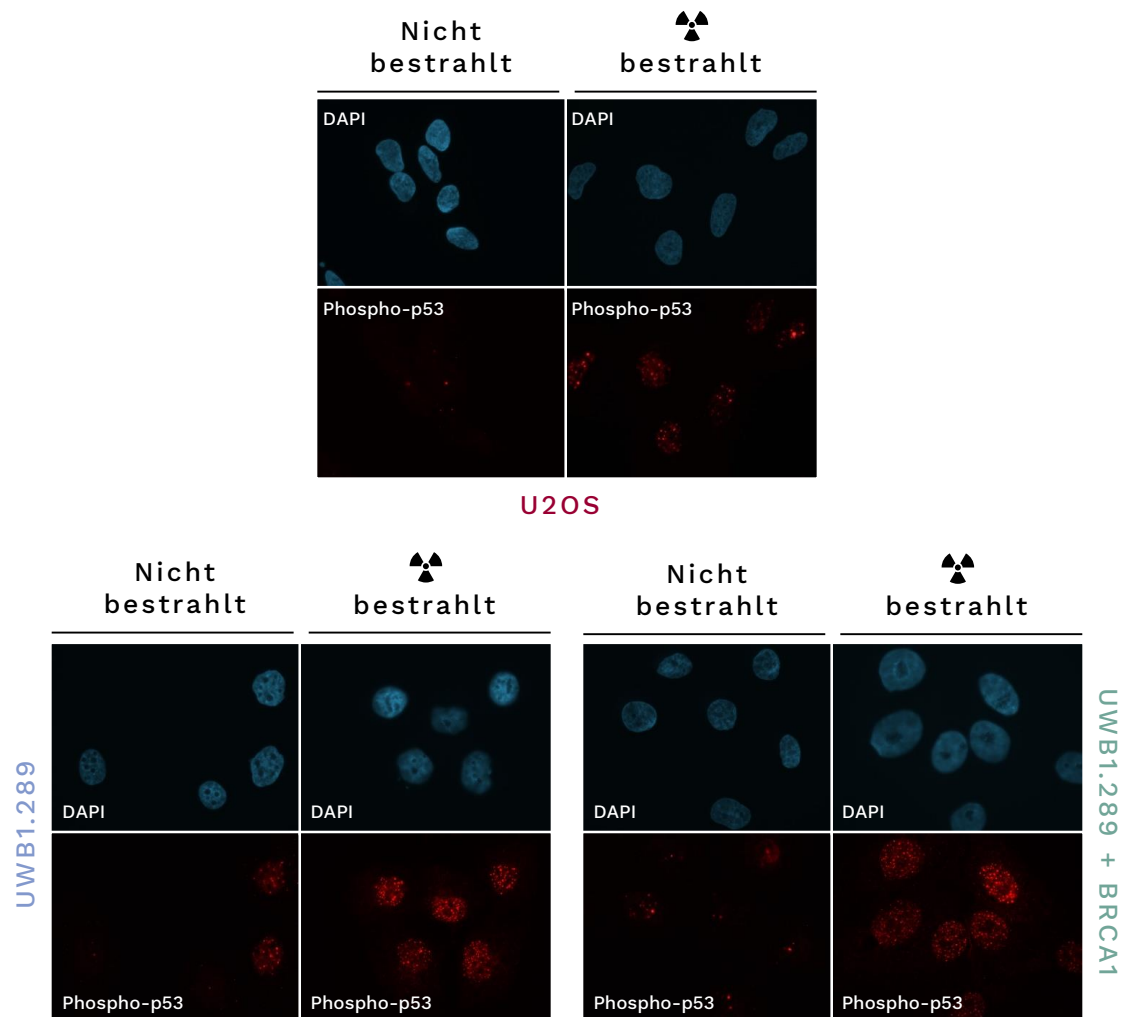 Nicht
bestrahlt
bestrahlt
DAPI
DAPI
Phospho-p53
Phospho-p53
U2OS
Nicht
bestrahlt
bestrahlt
Nicht
bestrahlt
bestrahlt
UWB1.289
DAPI
DAPI
DAPI
DAPI
UWB1.289 + BRCA1
Phospho-p53
Phospho-p53
Phospho-p53
Phospho-p53